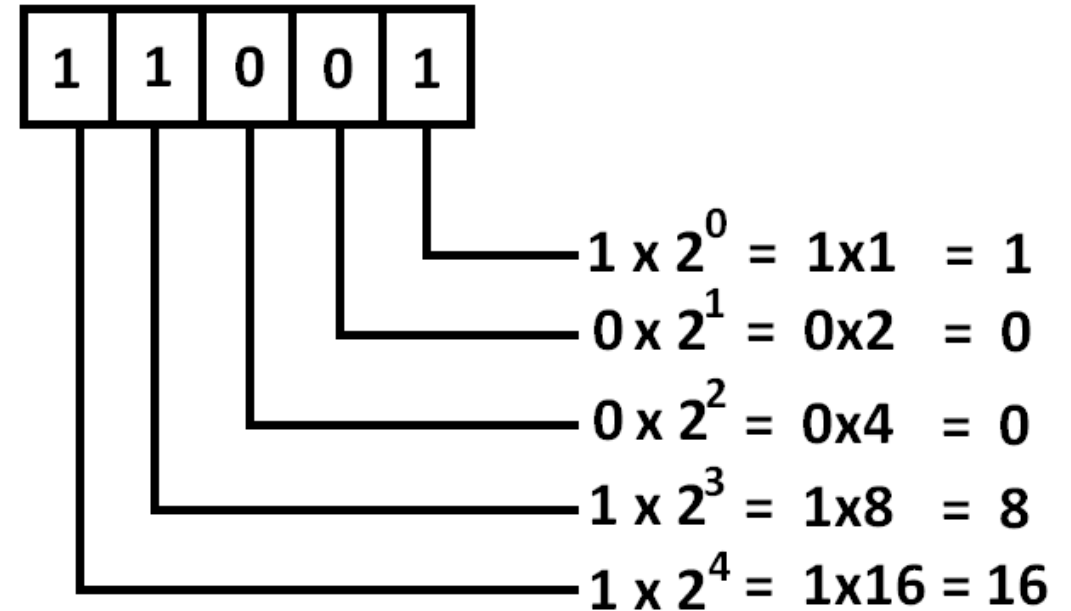 1 1 0 0 1
1 x 2⁰ = 1x1 = 1
0 x 2¹ = 0x2 = 0
0 x 2² = 0x4 = 0
1 x 2³ = 1x8 = 8
1 x 2⁴ = 1x16 = 16